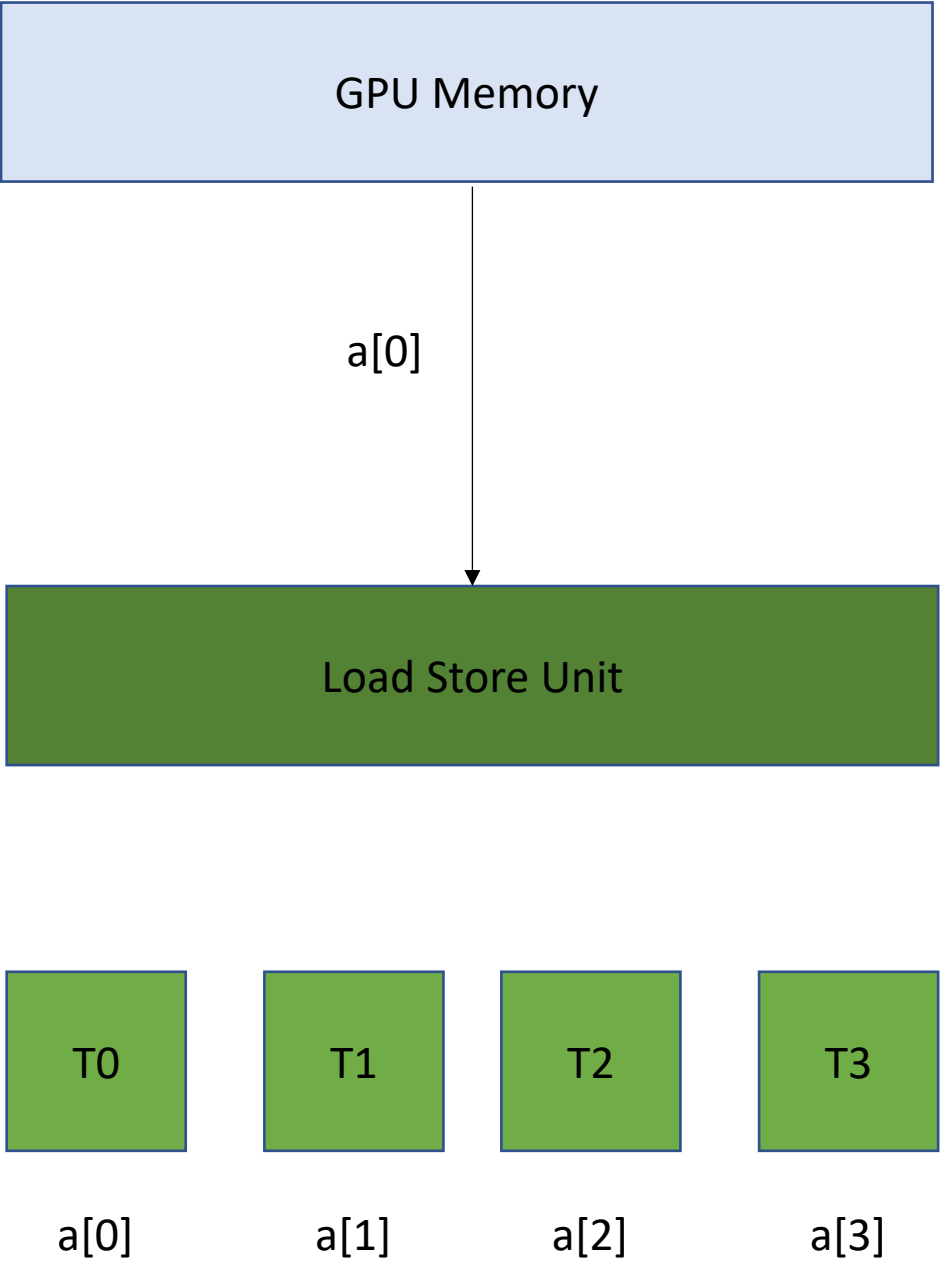 GPU Memory
a[0]
Load Store Unit
T0 T1 T2 T3
a[0] a[1] a[2] a[3]